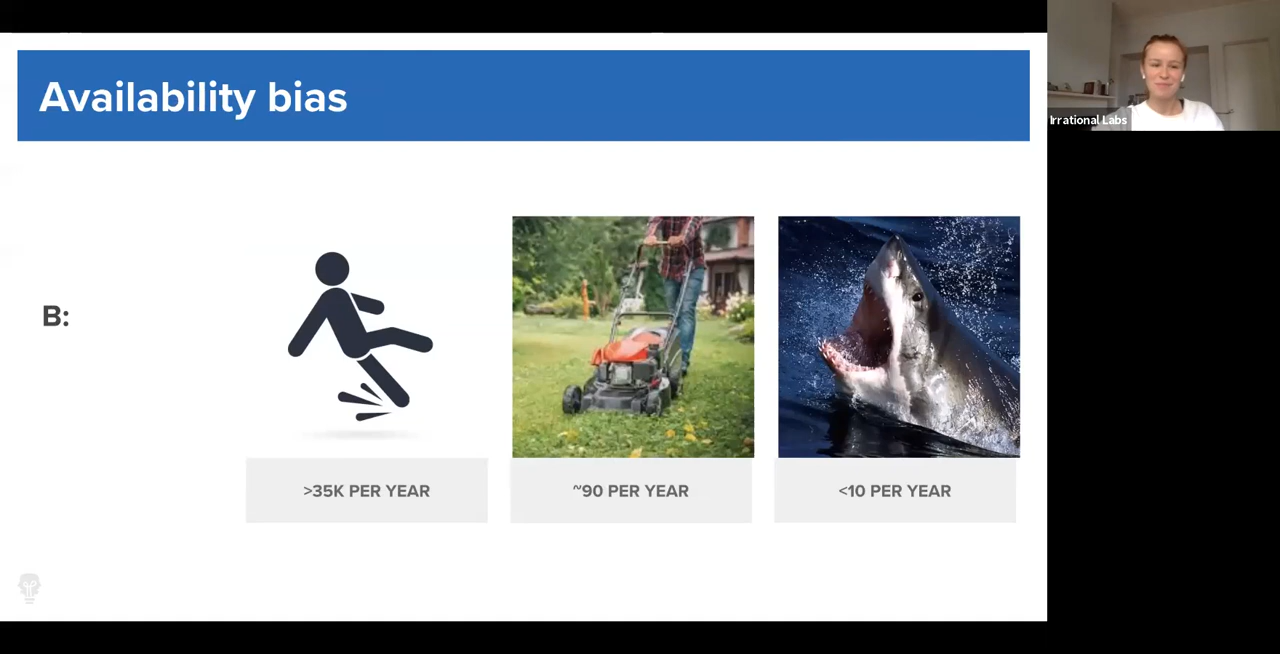 Availability bias
Irrational Labs
B:
>35K PER YEAR
~90 PER YEAR
<10 PER YEAR